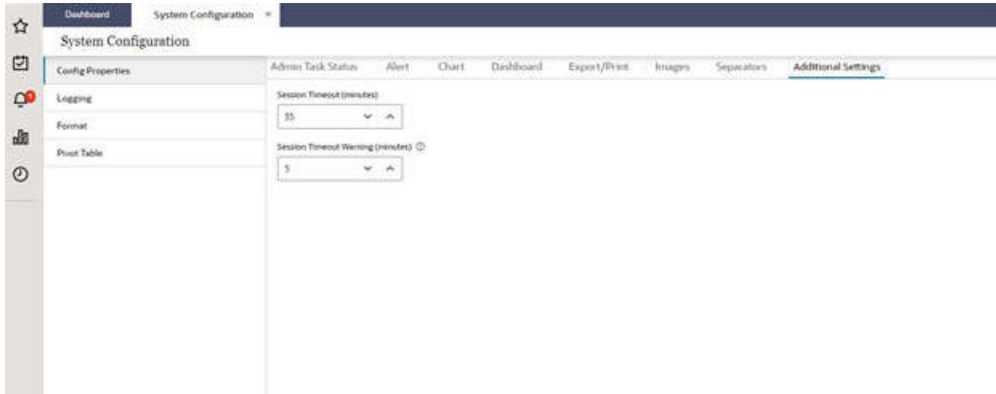 Dashboard System Configuration ×
System Configuration
Config Properties
Logging
Format
Pivot Table
Admin Task Status Alert Chart Dashboard Export/Print Images Separators Additional Settings
Session Timeout (minutes)
35
Session Timeout Warning (minutes)
5